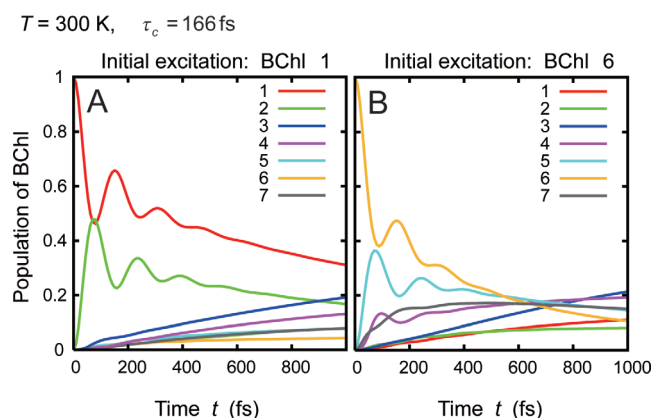 T = 300 K, τc = 166 fs
Initial excitation: BChl 1
Initial excitation: BChl 6
Population of BChl
1
0.8
0.6
0.4
0.2
0
A
1
2
3
4
5
6
7
B
1
2
3
4
5
6
7
0 200 400 600 800
0 200 400 600 800 1000
Time t (fs)
Time t (fs)